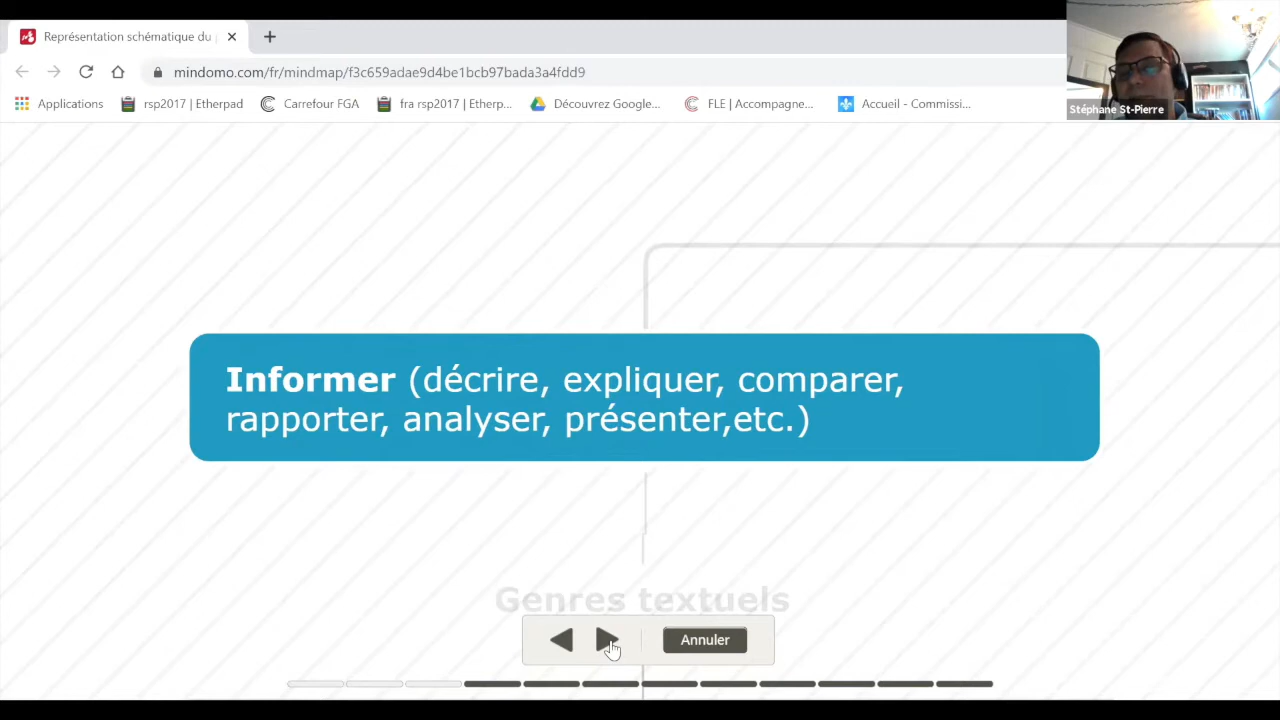 Représentation schématique du
mindomo.com/fr/mindmap/f3c659adae9d4be1bcb97bada3a4fdd9
Applications
rsp2017 | Etherpad
Carrefour FGA
fra rsp2017 | Etherp...
Découvrez Google...
FLE | Accompagne...
Accueil - Commissi...
Stéphane St-Pierre
Informer (décrire, expliquer, comparer,
rapporter, analyser, présenter,etc.)
Genres textuels
Annuler